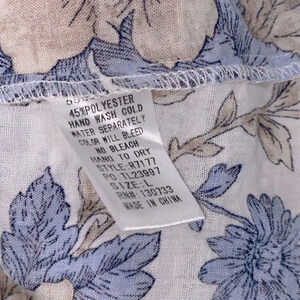 45%POLYESTER
HAND WASH COLD
WATER SEPARATELY
COLOR WILL BLEED
NO BLEACH
HANG TO DRY
STYLE:R7177
PO:TL23997
SIZE:L
RN#:130733
MADE IN CHINA